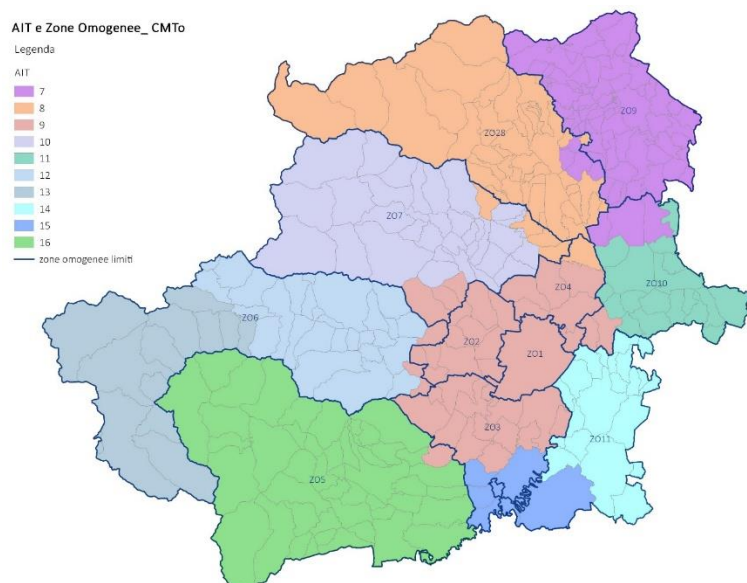 AIT e Zone Omogenee_ CMTo
Legenda
AIT
7
8
9
10
11
12
13
14
15
16
zone omogenee limiti
ZO9
ZO28
ZO7
ZO10
ZO4
ZO6
ZO2
ZO1
ZO3
ZO11
ZO5